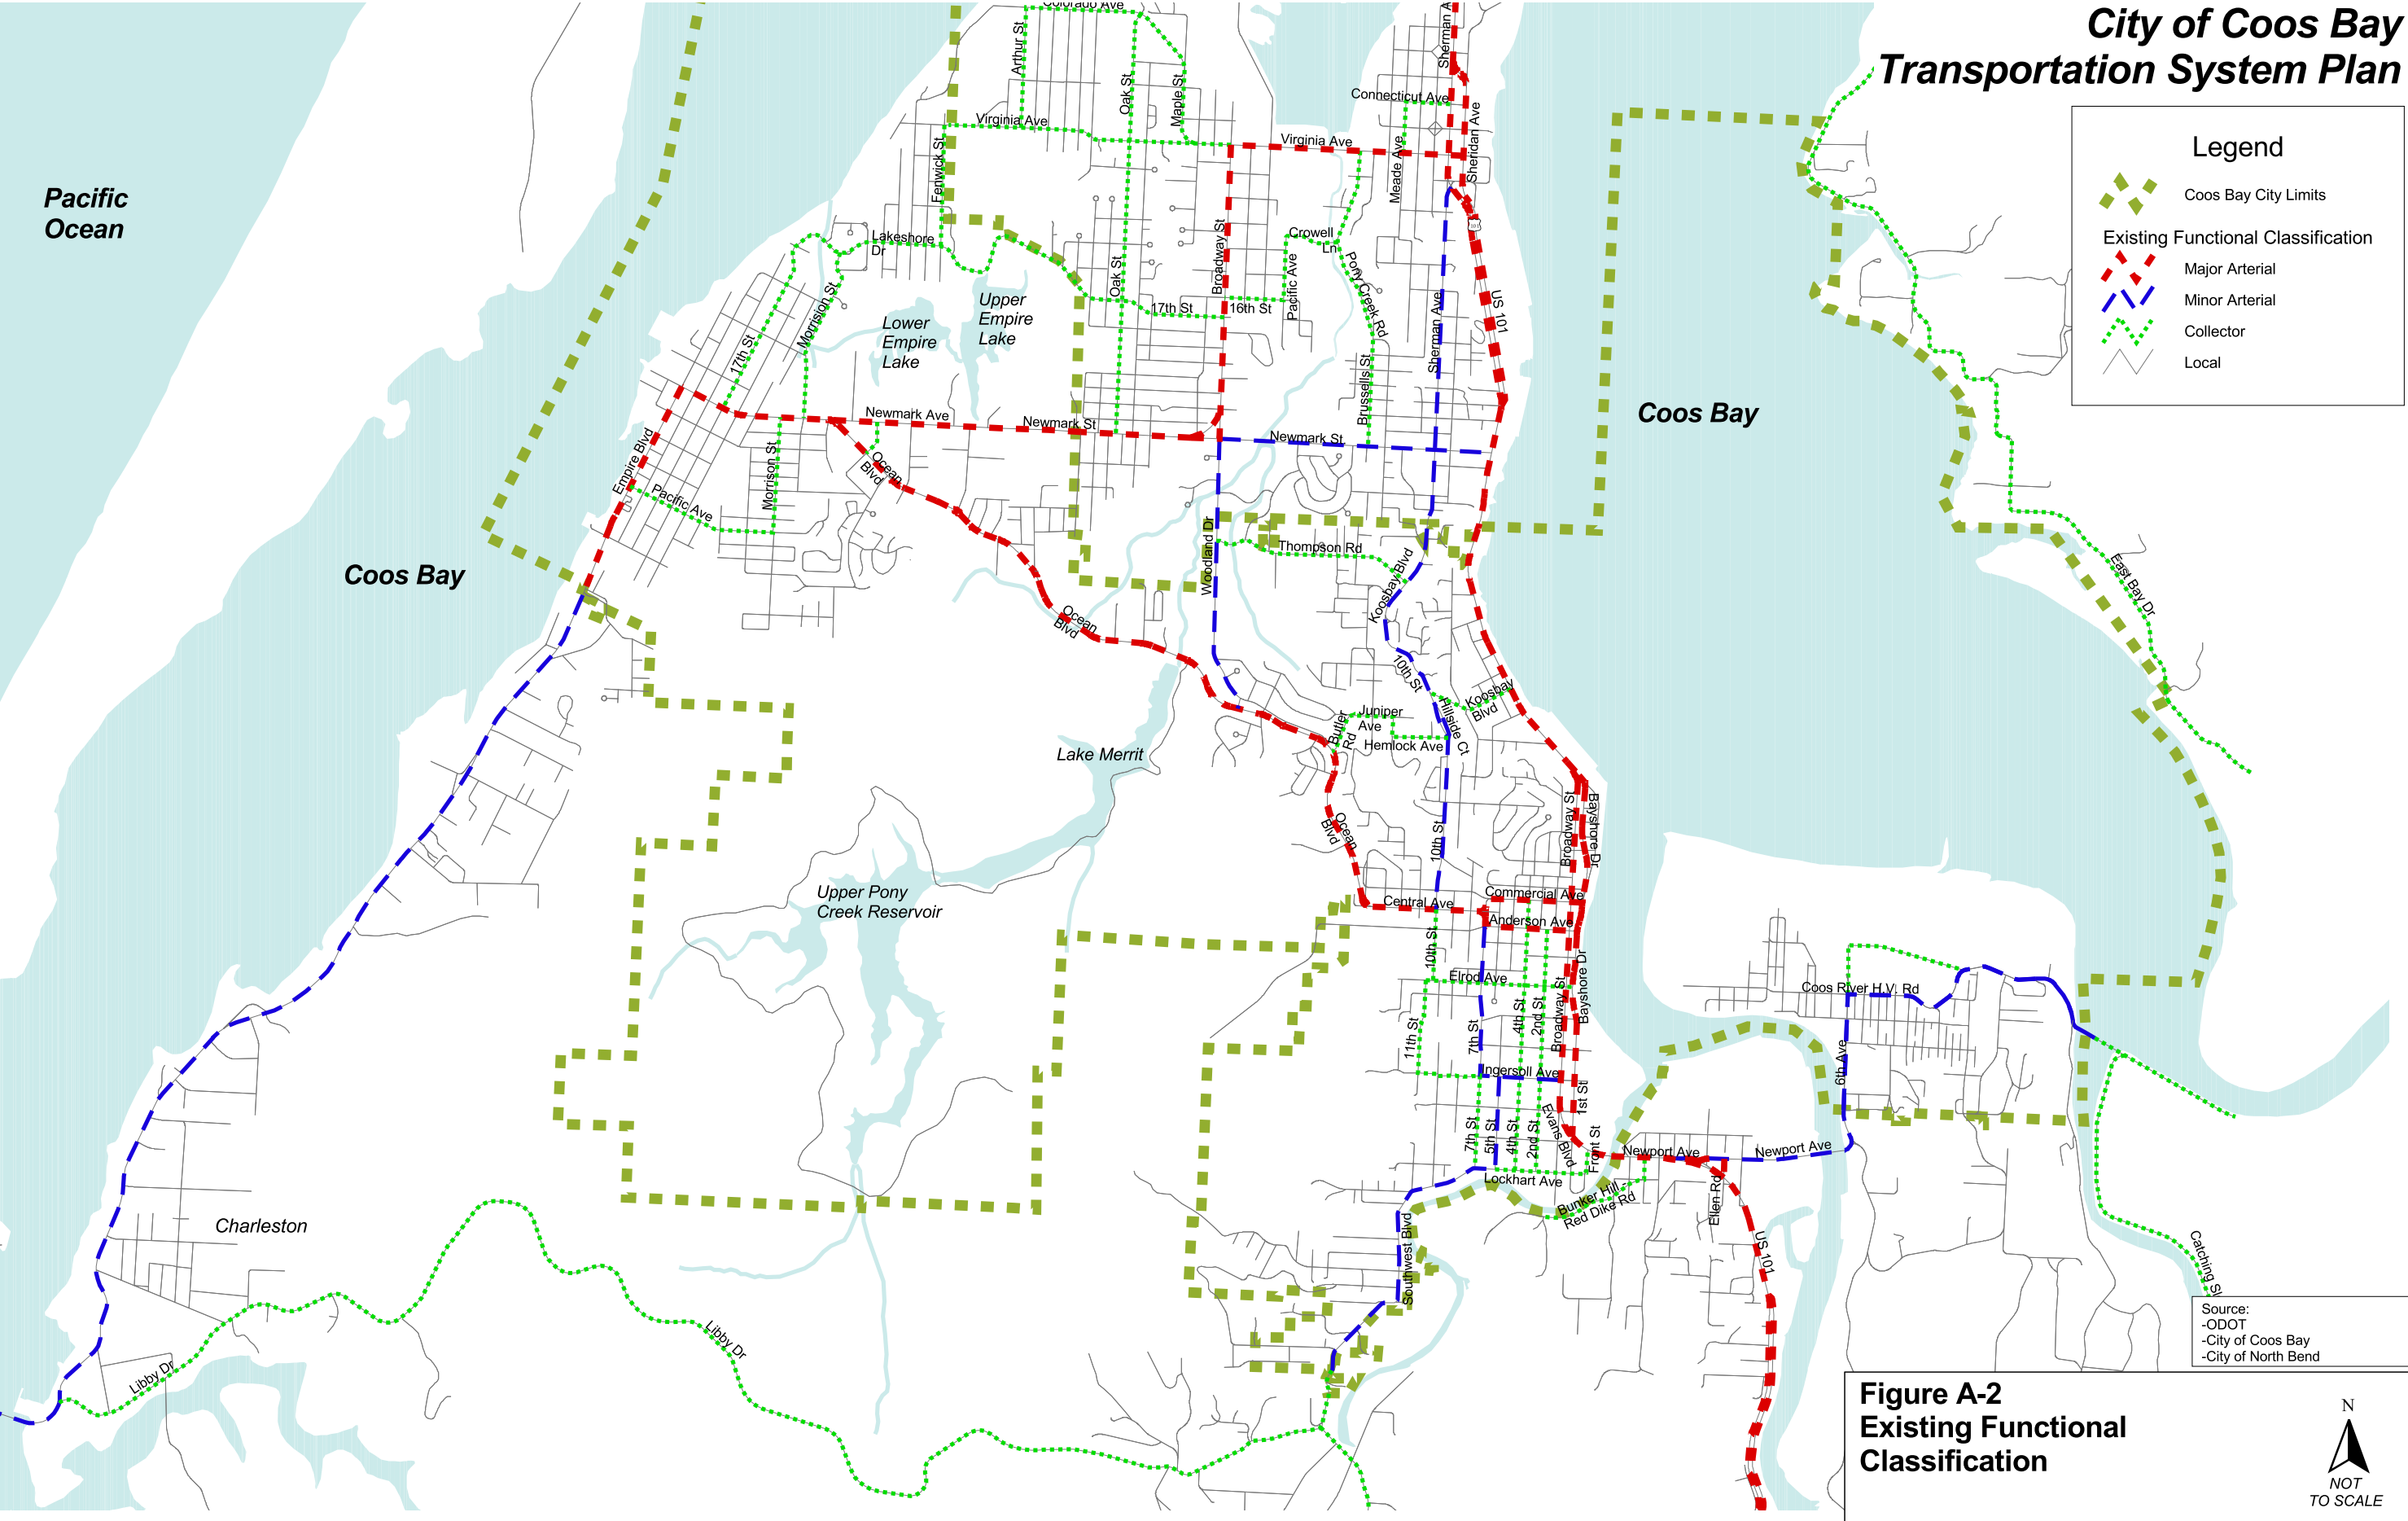 City of Coos Bay
Transportation System Plan
Legend
Coos Bay City Limits
Existing Functional Classification
Major Arterial
Minor Arterial
Collector
Local
Pacific
Ocean
Coos Bay
Coos Bay
Colorado Ave
Arthur St
Oak St
Maple St
Virginia Ave
Fenwick St
Lakeshore
Dr
Sherman A
Connecticut Ave
Sheridan Ave
Virginia Ave
Meade Ave
Broadway St
Crowell
Ln
Pony Creek Rd
Pacific Ave
Oak St
17th St
16th St
US 101
Sherman Ave
Brussells St
Upper
Empire
Lake
Lower
Empire
Lake
17th St
Morrision St
Newmark Ave
Newmark St
Newmark St
Empire Blvd
Pacific Ave
Morrison St
Ocean
Blvd
Woodland Dr
Thompson Rd
Koosbay Blvd
Ocean
Blvd
10th St
Hillside Ct
Koosbay
Blvd
Butler
Rd
Juniper
Ave
Hemlock Ave
East Bay Dr
Lake Merrit
Ocean
Blvd
10th St
Broadway St
Bayshore Dr
Upper Pony
Creek Reservoir
Commercial Ave
Central Ave
Anderson Ave
10th St
Elrod Ave
Bayshore Dr
Broadway St
4th St
2nd St
11th St
7th St
Ingersoll Ave
1st St
Coos River H.V. Rd
6th Ave
7th St
5th St
4th St
2nd St
Evans Blvd
Front St
Newport Ave
Newport Ave
Lockhart Ave
Bunker Hill -
Red Dike Rd
Ellen Rd
Southwest Blvd
US 101
Catching Sl
Charleston
Libby Dr
Libby Dr
Source:
-ODOT
-City of Coos Bay
-City of North Bend
Figure A-2
Existing Functional
Classification
N
NOT
TO SCALE